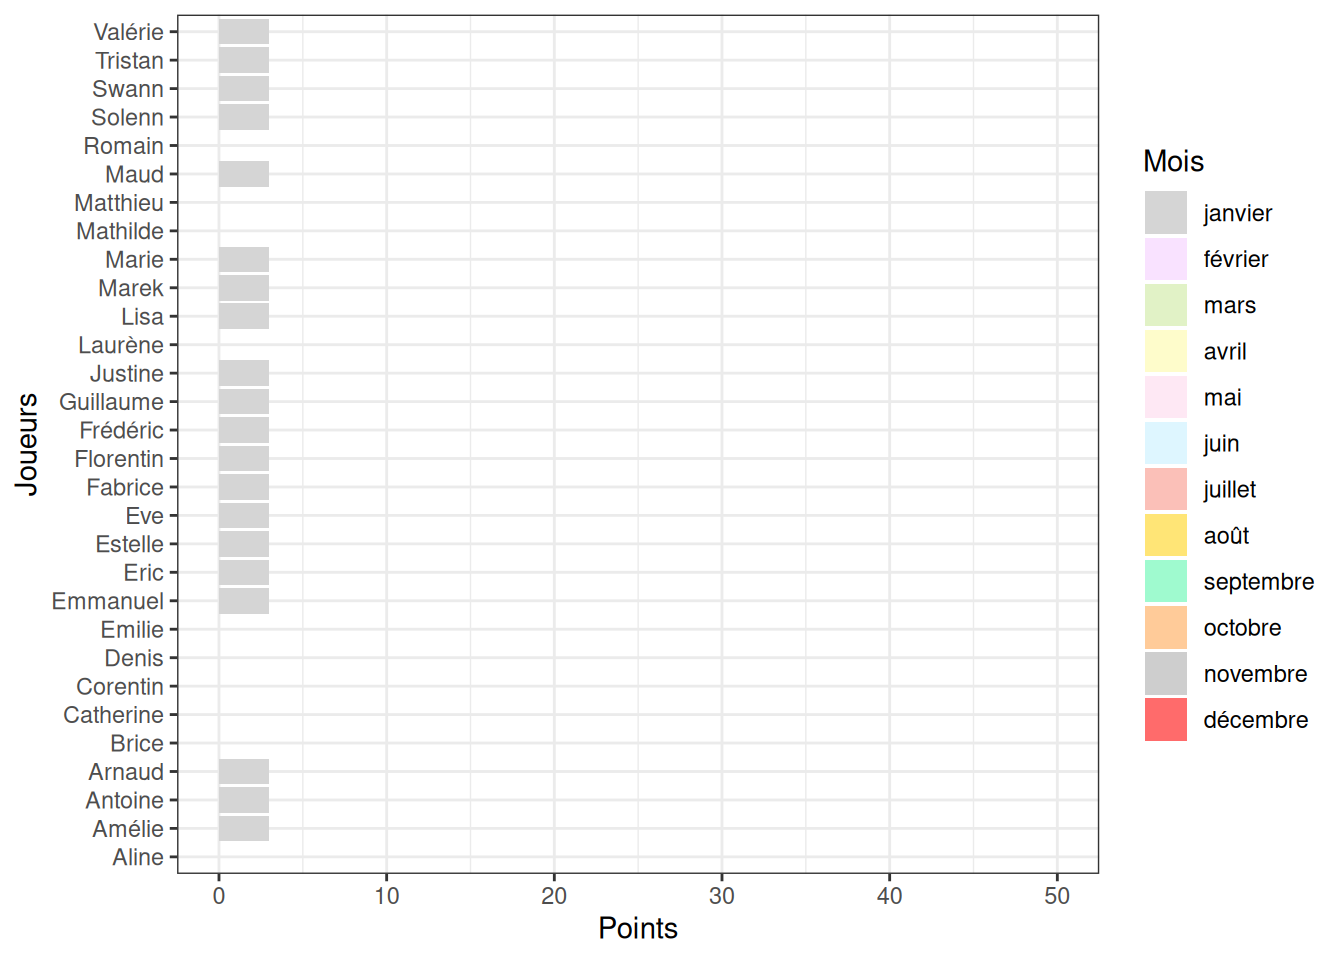 Valérie
Tristan
Swann
Solenn
Romain
Maud
Matthieu
Mathilde
Marie
Marek
Lisa
Laurène
Justine
Guillaume
Frédéric
Florentin
Fabrice
Eve
Estelle
Eric
Emmanuel
Emilie
Denis
Corentin
Catherine
Brice
Arnaud
Antoine
Amélie
Aline
Joueurs
0 10 20 30 40 50
Points
Mois
janvier
février
mars
avril
mai
juin
juillet
août
septembre
octobre
novembre
décembre